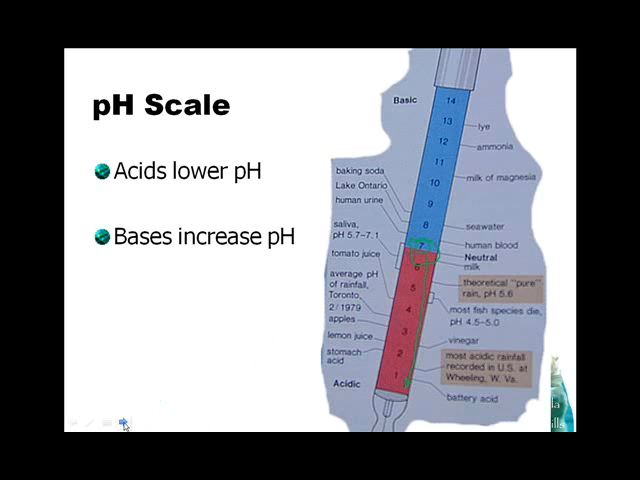 pH Scale
Acids lower pH
Bases increase pH
Basic
14
13
12
11
10
9
8
7
6
5
4
3
2
1
Acidic
baking soda
Lake Ontario
human urine
saliva,
pH 5.7–7.1
tomato juice
average pH
of rainfall,
Toronto,
2/1979
apples
lemon juice
stomach
acid
lye
ammonia
milk of magnesia
seawater
human blood
Neutral
milk
theoretical "pure"
rain, pH 5.6
most fish species die,
pH 4.5–5.0
vinegar
most acidic rainfall
recorded in U.S. at
Wheeling, W. Va.
battery acid